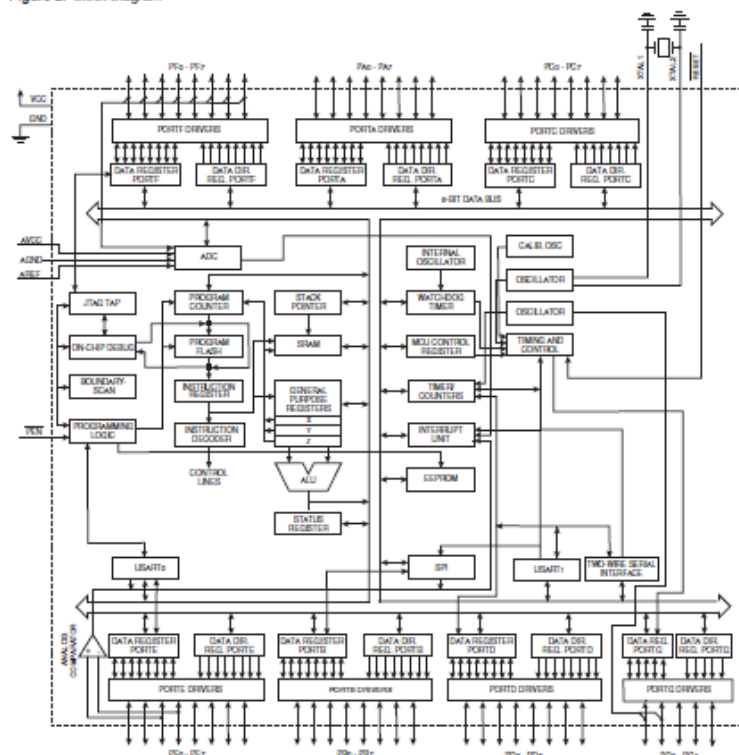 PF0 - PF7
PA0 - PA7
PC0 - PC7
XTAL1
XTAL2
RESET
VCC
GND
PORTF DRIVERS
PORTA DRIVERS
PORTC DRIVERS
DATA REGISTER
PORTF
DATA DIR.
REG. PORTF
DATA REGISTER
PORTA
DATA DIR.
REG. PORTA
DATA REGISTER
PORTC
DATA DIR.
REG. PORTC
8-BIT DATA BUS
AVCC
AGND
AREF
ADC
INTERNAL
OSCILLATOR
CALIB. OSC
OSCILLATOR
OSCILLATOR
JTAG TAP
PROGRAM
COUNTER
STACK
POINTER
WATCHDOG
TIMER
ON-CHIP DEBUG
PROGRAM
FLASH
SRAM
MCU CONTROL
REGISTER
TIMING AND
CONTROL
BOUNDARY-
SCAN
INSTRUCTION
REGISTER
GENERAL
PURPOSE
REGISTERS
X
Y
Z
TIMER/
COUNTERS
PEN
PROGRAMMING
LOGIC
INSTRUCTION
DECODER
INTERRUPT
UNIT
CONTROL
LINES
ALU
EEPROM
STATUS
REGISTER
USART0
SPI
USART1
TWO-WIRE SERIAL
INTERFACE
ANALOG
COMPARATOR
DATA REGISTER
PORTE
DATA DIR.
REG. PORTE
DATA REGISTER
PORTB
DATA DIR.
REG. PORTB
DATA REGISTER
PORTD
DATA DIR.
REG. PORTD
DATA REG.
PORTG
DATA DIR.
REG. PORTG
PORTE DRIVERS
PORTB DRIVERS
PORTD DRIVERS
PORTG DRIVERS